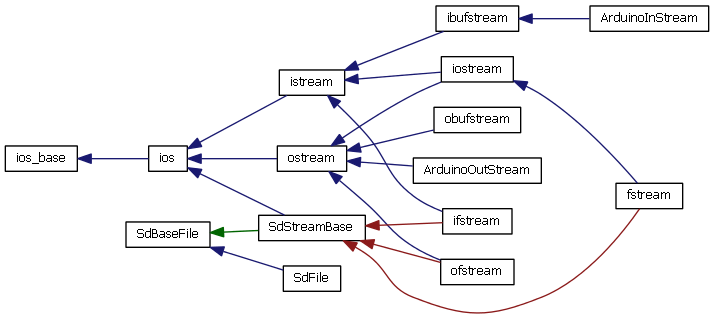 ibufstream
ArduinoInStream
istream
iostream
obufstream
ios_base
ios
ostream
ArduinoOutStream
fstream
ifstream
SdBaseFile
SdStreamBase
ofstream
SdFile